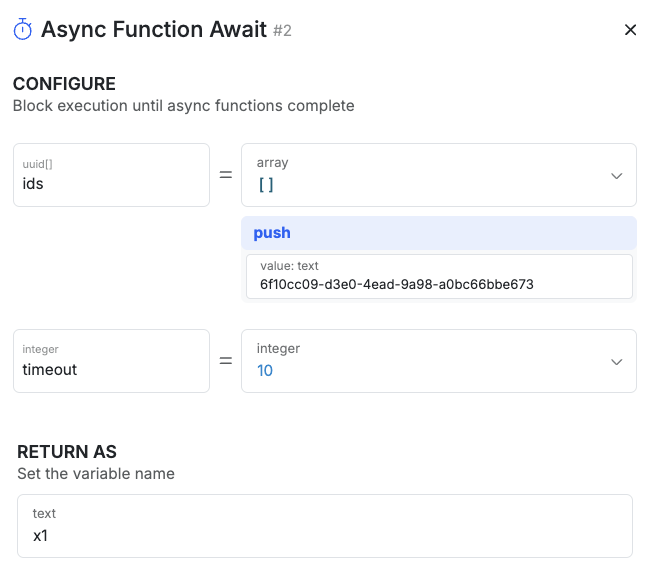 Async Function Await #2
CONFIGURE
Block execution until async functions complete
uuid[]
ids
=
array
[ ]
push
value: text
6f10cc09-d3e0-4ead-9a98-a0bc66bbe673
integer
timeout
=
integer
10
RETURN AS
Set the variable name
text
x1